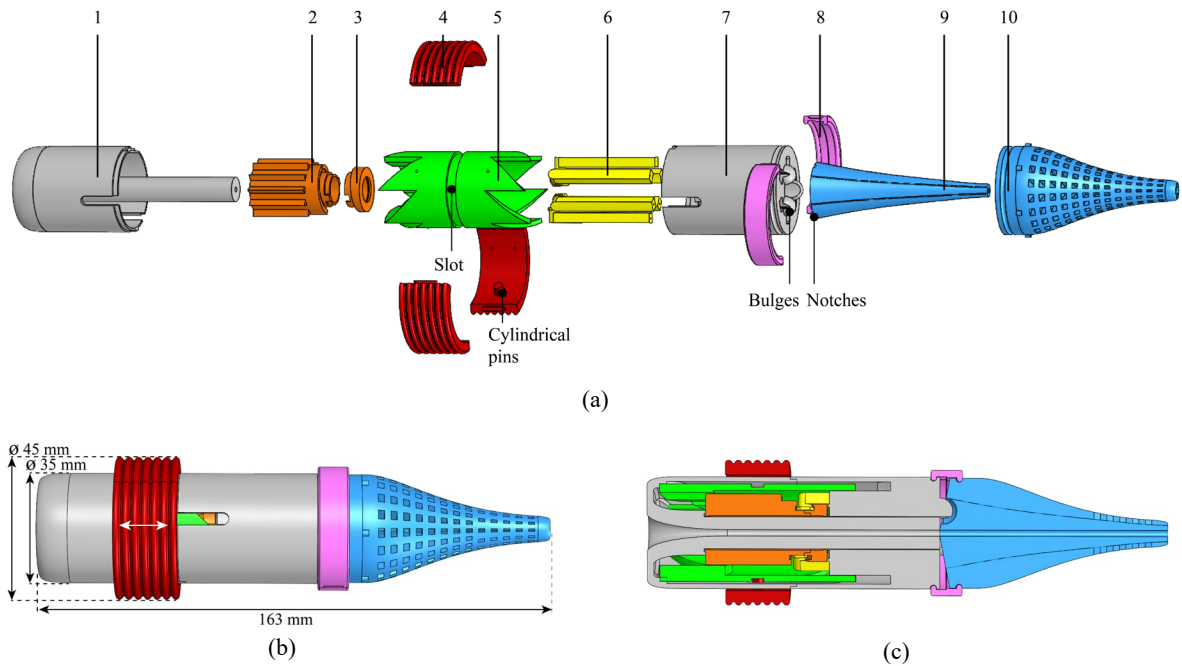 1 2 3 4 5 6 7 8 9 10
Slot
Bulges Notches
Cylindrical
pins
(a)
ø 45 mm
ø 35 mm
163 mm
(b)
(c)